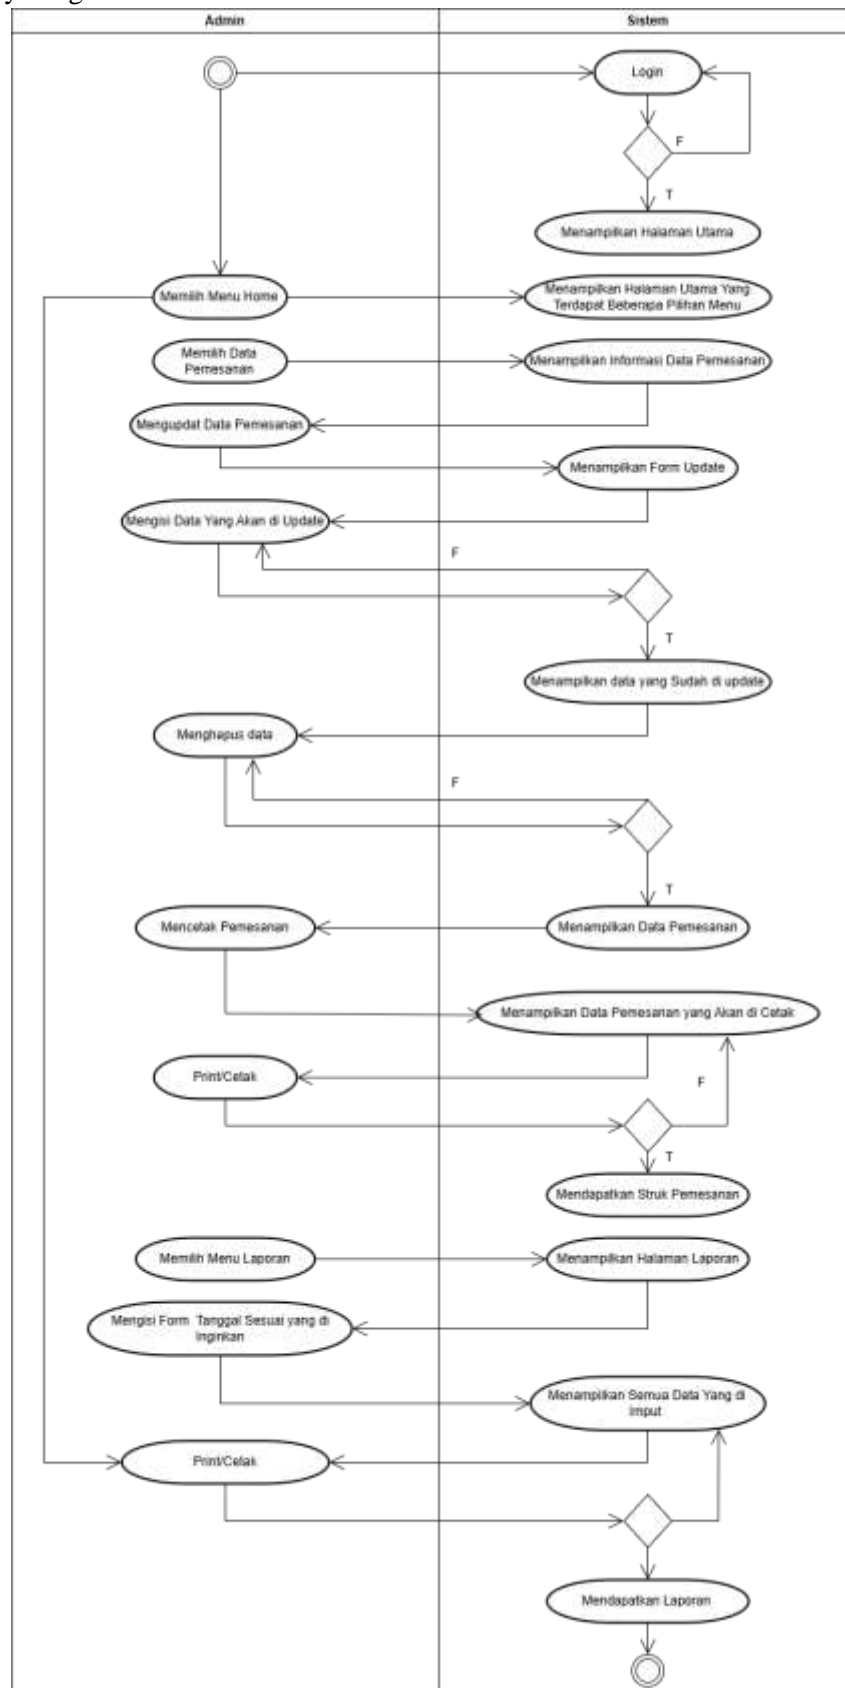 Admin
Sistem
Login
F
T
Menampilkan Halaman Utama
Memilih Menu Home
Menampilkan Halaman Utama Yang
Terdapat Beberapa Pilihan Menu
Memilih Data
Pemesanan
Menampilkan Informasi Data Pemesanan
Mengupdat Data Pemesanan
Menampilkan Form Update
Mengisi Data Yang Akan di Update
F
T
Menampilkan data yang Sudah di update
Menghapus data
F
T
Mencetak Pemesanan
Menampilkan Data Pemesanan
Menampilkan Data Pemesanan yang Akan di Cetak
Print/Cetak
F
T
Mendapatkan Struk Pemesanan
Memilih Menu Laporan
Menampilkan Halaman Laporan
Mengisi Form Tanggal Sesuai yang di
Inginkan
Menampilkan Semua Data Yang di
Imput
Print/Cetak
Mendapatkan Laporan